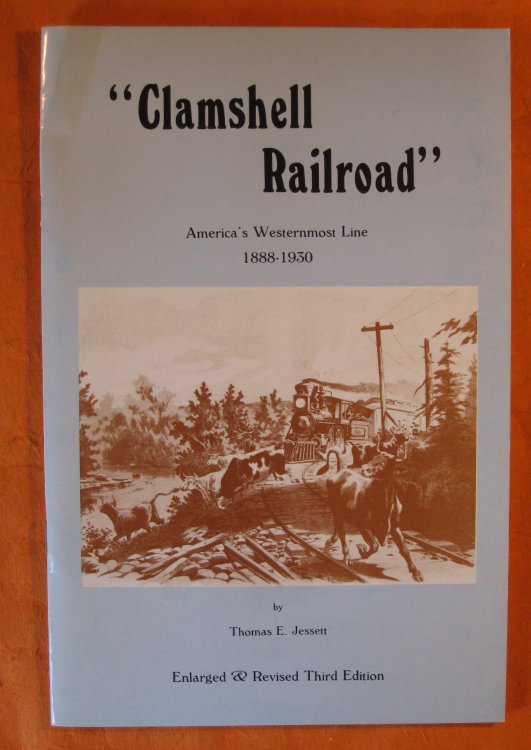 “Clamshell
Railroad”
America's Westernmost Line
1888-1930
by
Thomas E. Jessett
Enlarged & Revised Third Edition